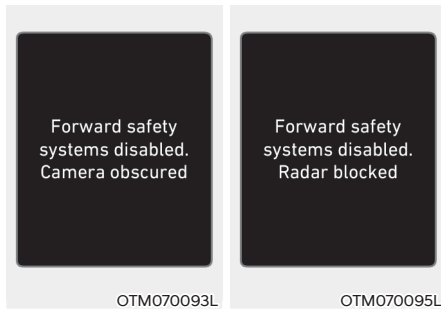 Forward safety
systems disabled.
Camera obscured
OTM070093L
Forward safety
systems disabled.
Radar blocked
OTM070095L